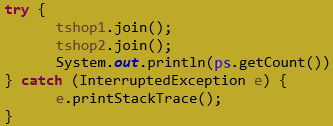 try {
        tshop1.join();
        tshop2.join();
        System.out.println(ps.getCount())
} catch (InterruptedException e) {
        e.printStackTrace();
}